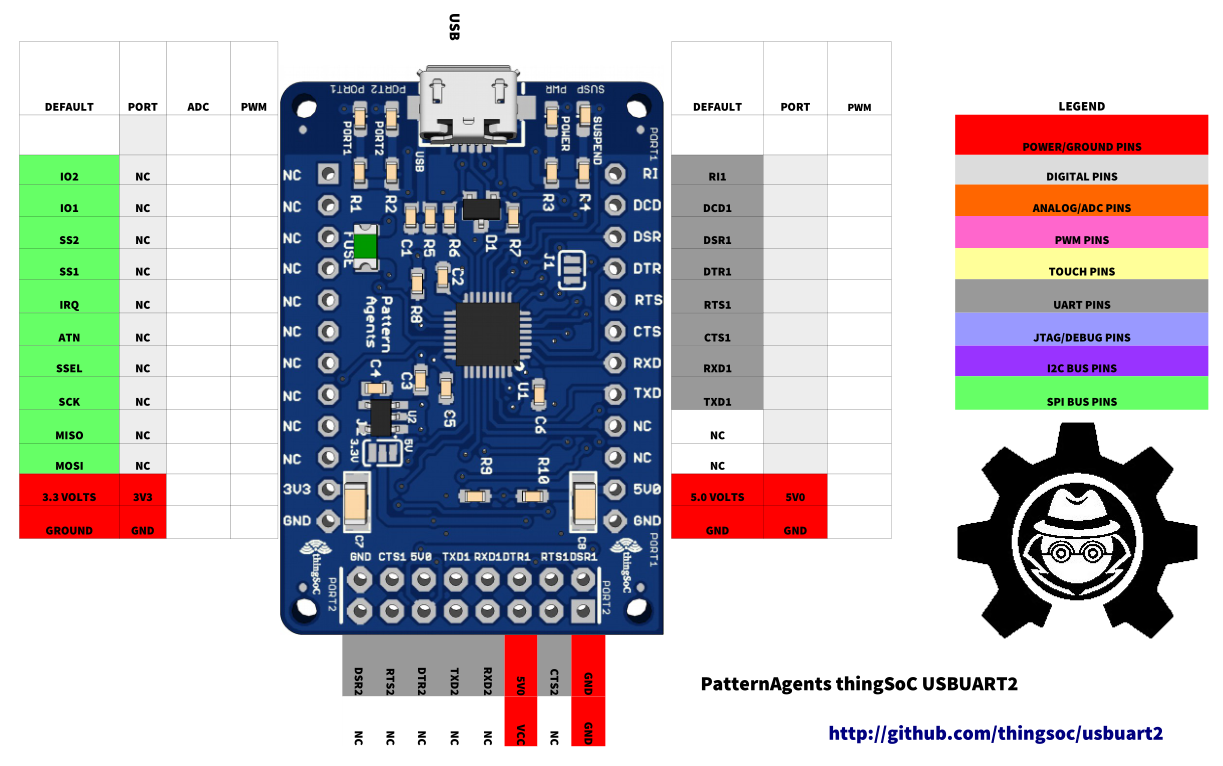 USB
DEFAULT PORT ADC PWM
IO2 NC
IO1 NC
SS2 NC
SS1 NC
IRQ NC
ATN NC
SSEL NC
SCK NC
MISO NC
MOSI NC
3.3 VOLTS 3V3
GROUND GND
PORT1 PORT2 PWR SUSP
PORT1 PORT2 USB POWER SUSPEND PORT1
NC RI
R1 R2 R3 R4
NC DCD
C1 R5 R6 D1 R7
NC FUSE DSR
J1
NC C2 DTR
R8
NC RTS
Pattern
Agents
NC CTS
NC C4 C3 RXD
NC U1 TXD
C5 C6
NC U2 NC
3.3V 5V
NC R9 R10 NC
3V3 5V0
GND GND
C7 C8
thingSoC PORT1 thingSoC
GND CTS1 5V0 TXD1 RXD1 DTR1 RTS1 DSR1
PORT2 PORT2
DSR2 RTS2 DTR2 TXD2 RXD2 5V0 CTS2 GND
NC NC NC NC NC VCC NC GND
DEFAULT PORT PWM
RI1
DCD1
DSR1
DTR1
RTS1
CTS1
RXD1
TXD1
NC
NC
5.0 VOLTS 5V0
GND GND
LEGEND
POWER/GROUND PINS
DIGITAL PINS
ANALOG/ADC PINS
PWM PINS
TOUCH PINS
UART PINS
JTAG/DEBUG PINS
I2C BUS PINS
SPI BUS PINS
PatternAgents thingSoC USBUART2
http://github.com/thingsoc/usbuart2